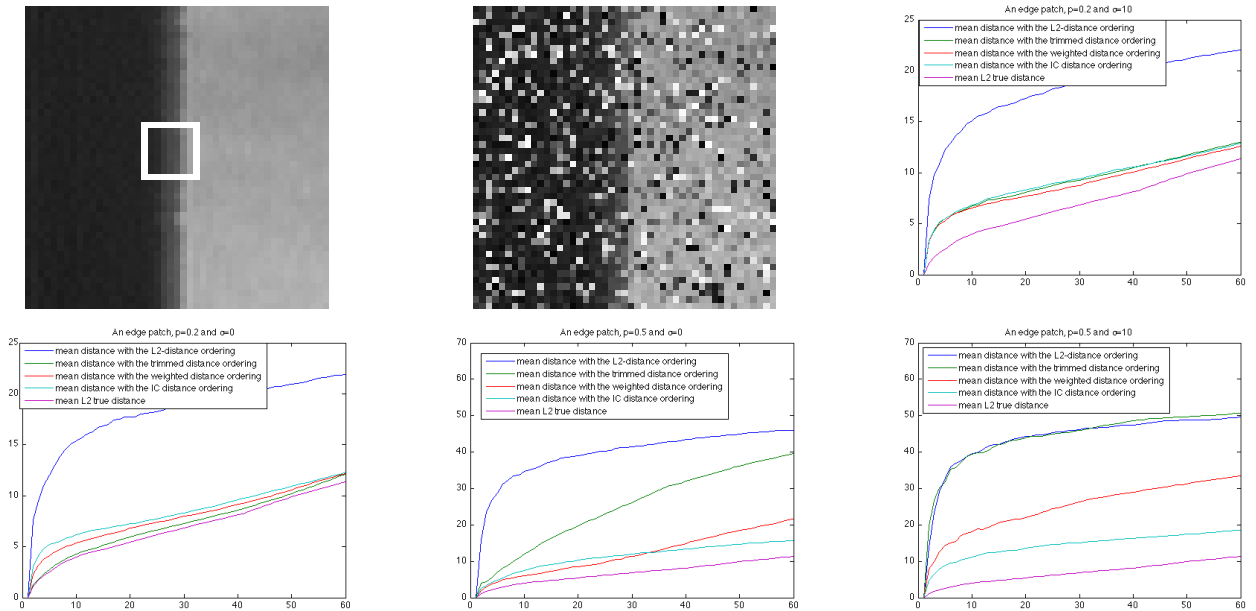 An edge patch, p=0.2 and σ=10
25
20
15
10
5
0
mean distance with the L2-distance ordering
mean distance with the trimmed distance ordering
mean distance with the weighted distance ordering
mean distance with the IC distance ordering
mean L2 true distance
0 10 20 30 40 50 60
An edge patch, p=0.2 and σ=0
25
20
15
10
5
0
mean distance with the L2-distance ordering
mean distance with the trimmed distance ordering
mean distance with the weighted distance ordering
mean distance with the IC distance ordering
mean L2 true distance
0 10 20 30 40 50 60
An edge patch, p=0.5 and σ=0
70
60
50
40
30
20
10
0
mean distance with the L2-distance ordering
mean distance with the trimmed distance ordering
mean distance with the weighted distance ordering
mean distance with the IC distance ordering
mean L2 true distance
0 10 20 30 40 50 60
An edge patch, p=0.5 and σ=10
70
60
50
40
30
20
10
0
mean distance with the L2-distance ordering
mean distance with the trimmed distance ordering
mean distance with the weighted distance ordering
mean distance with the IC distance ordering
mean L2 true distance
0 10 20 30 40 50 60